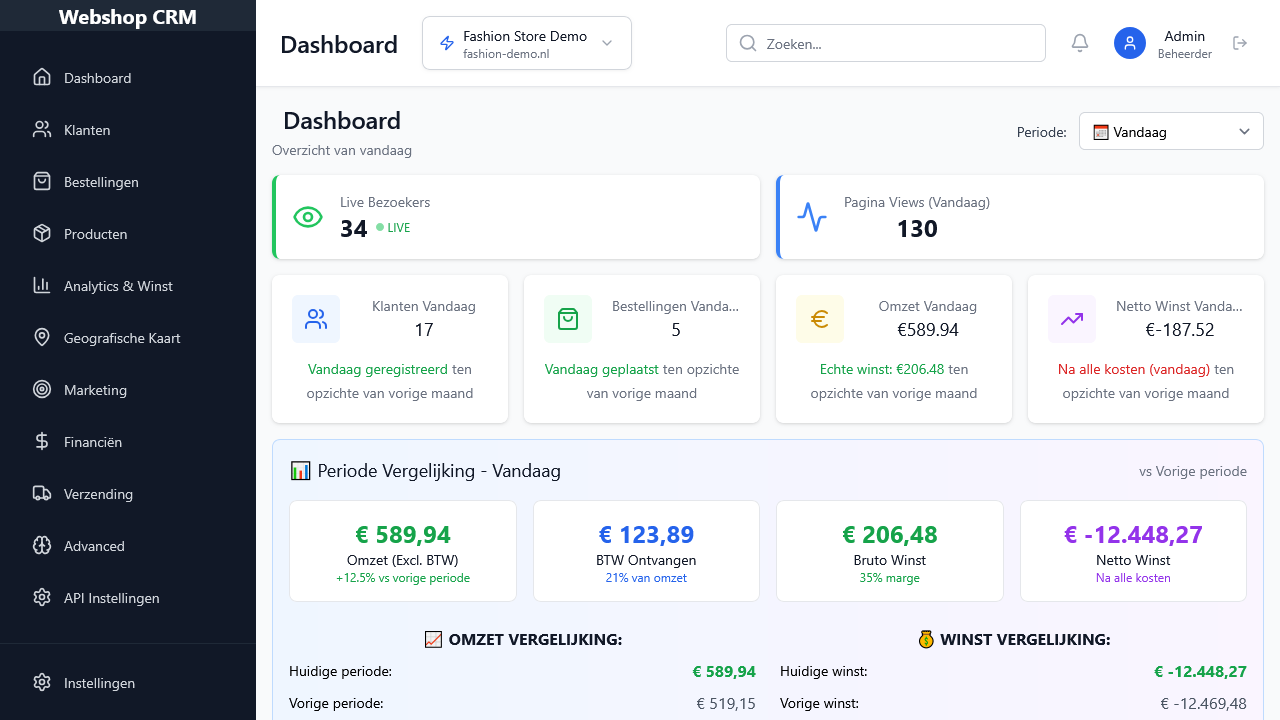 Webshop CRM
Dashboard
Klanten
Bestellingen
Producten
Analytics & Winst
Geografische Kaart
Marketing
Financiën
Verzending
Advanced
API Instellingen
Instellingen
Dashboard
Fashion Store Demo
fashion-demo.nl
Zoeken...
Admin
Beheerder
Dashboard
Overzicht van vandaag
Periode:
Vandaag
Live Bezoekers
34 LIVE
Pagina Views (Vandaag)
130
Klanten Vandaag
17
Vandaag geregistreerd ten
opzichte van vorige maand
Bestellingen Vanda...
5
Vandaag geplaatst ten opzichte
van vorige maand
Omzet Vandaag
€589.94
Echte winst: €206.48 ten
opzichte van vorige maand
Netto Winst Vanda...
€-187.52
Na alle kosten (vandaag) ten
opzichte van vorige maand
Periode Vergelijking - Vandaag
vs Vorige periode
€ 589,94
Omzet (Excl. BTW)
+12.5% vs vorige periode
€ 123,89
BTW Ontvangen
21% van omzet
€ 206,48
Bruto Winst
35% marge
€ -12.448,27
Netto Winst
Na alle kosten
OMZET VERGELIJKING:
Huidige periode: € 589,94
Vorige periode: € 519,15
WINST VERGELIJKING:
Huidige winst: € -12.448,27
Vorige winst: € -12.469,48